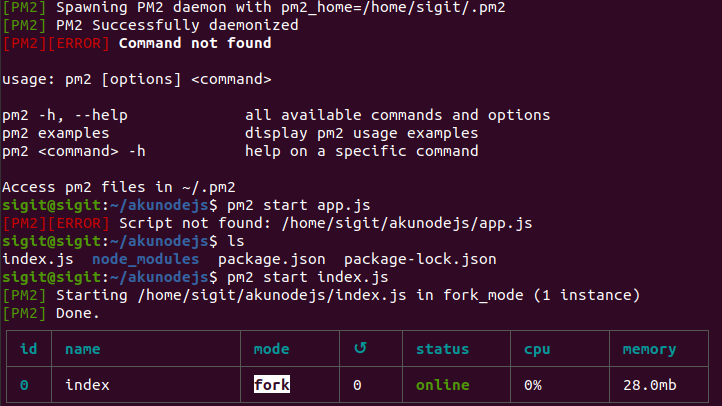 [PM2] Spawning PM2 daemon with pm2_home=/home/sigit/.pm2
[PM2] PM2 Successfully daemonized
[PM2][ERROR] Command not found
usage: pm2 [options] <command>
pm2 -h, --help all available commands and options
pm2 examples display pm2 usage examples
pm2 <command> -h help on a specific command
Access pm2 files in ~/.pm2
sigit@sigit:~/akunodejs$ pm2 start app.js
[PM2][ERROR] Script not found: /home/sigit/akunodejs/app.js
sigit@sigit:~/akunodejs$ ls
index.js node_modules package.json package-lock.json
sigit@sigit:~/akunodejs$ pm2 start index.js
[PM2] Starting /home/sigit/akunodejs/index.js in fork_mode (1 instance)
[PM2] Done.
id name mode ↺ status cpu memory
0 index fork 0 online 0% 28.0mb